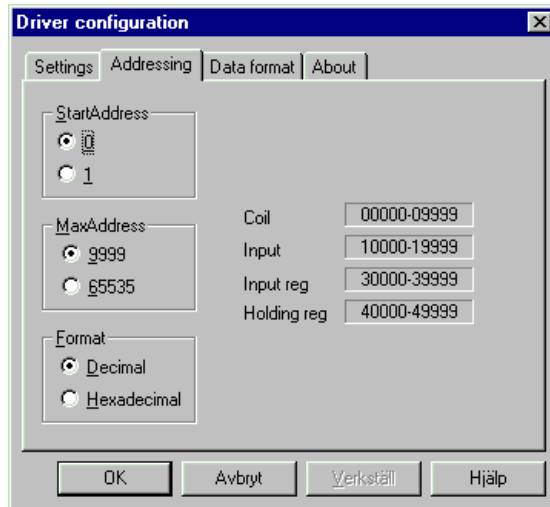 Driver configuration
Settings Addressing Data format About
StartAddress
0
1
MaxAddress
9999
65535
Format
Decimal
Hexadecimal
Coil 00000-09999
Input 10000-19999
Input reg 30000-39999
Holding reg 40000-49999
OK Avbryt Verkställ Hjälp